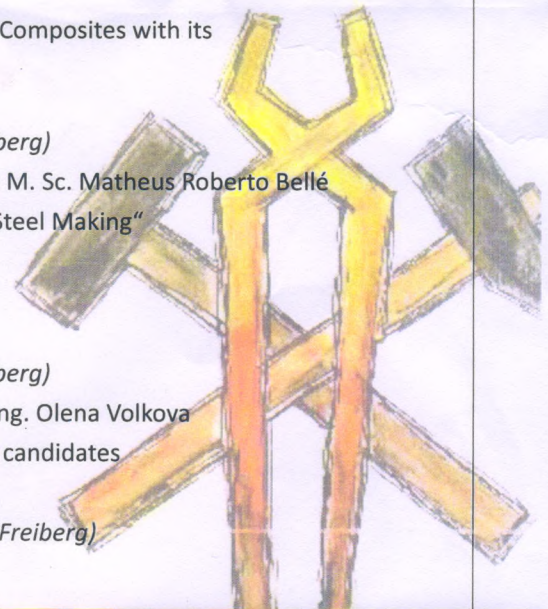 Composites with its
berg)
M. Sc. Matheus Roberto Bellé
Steel Making“
berg)
ng. Olena Volkova
candidates
Freiberg)